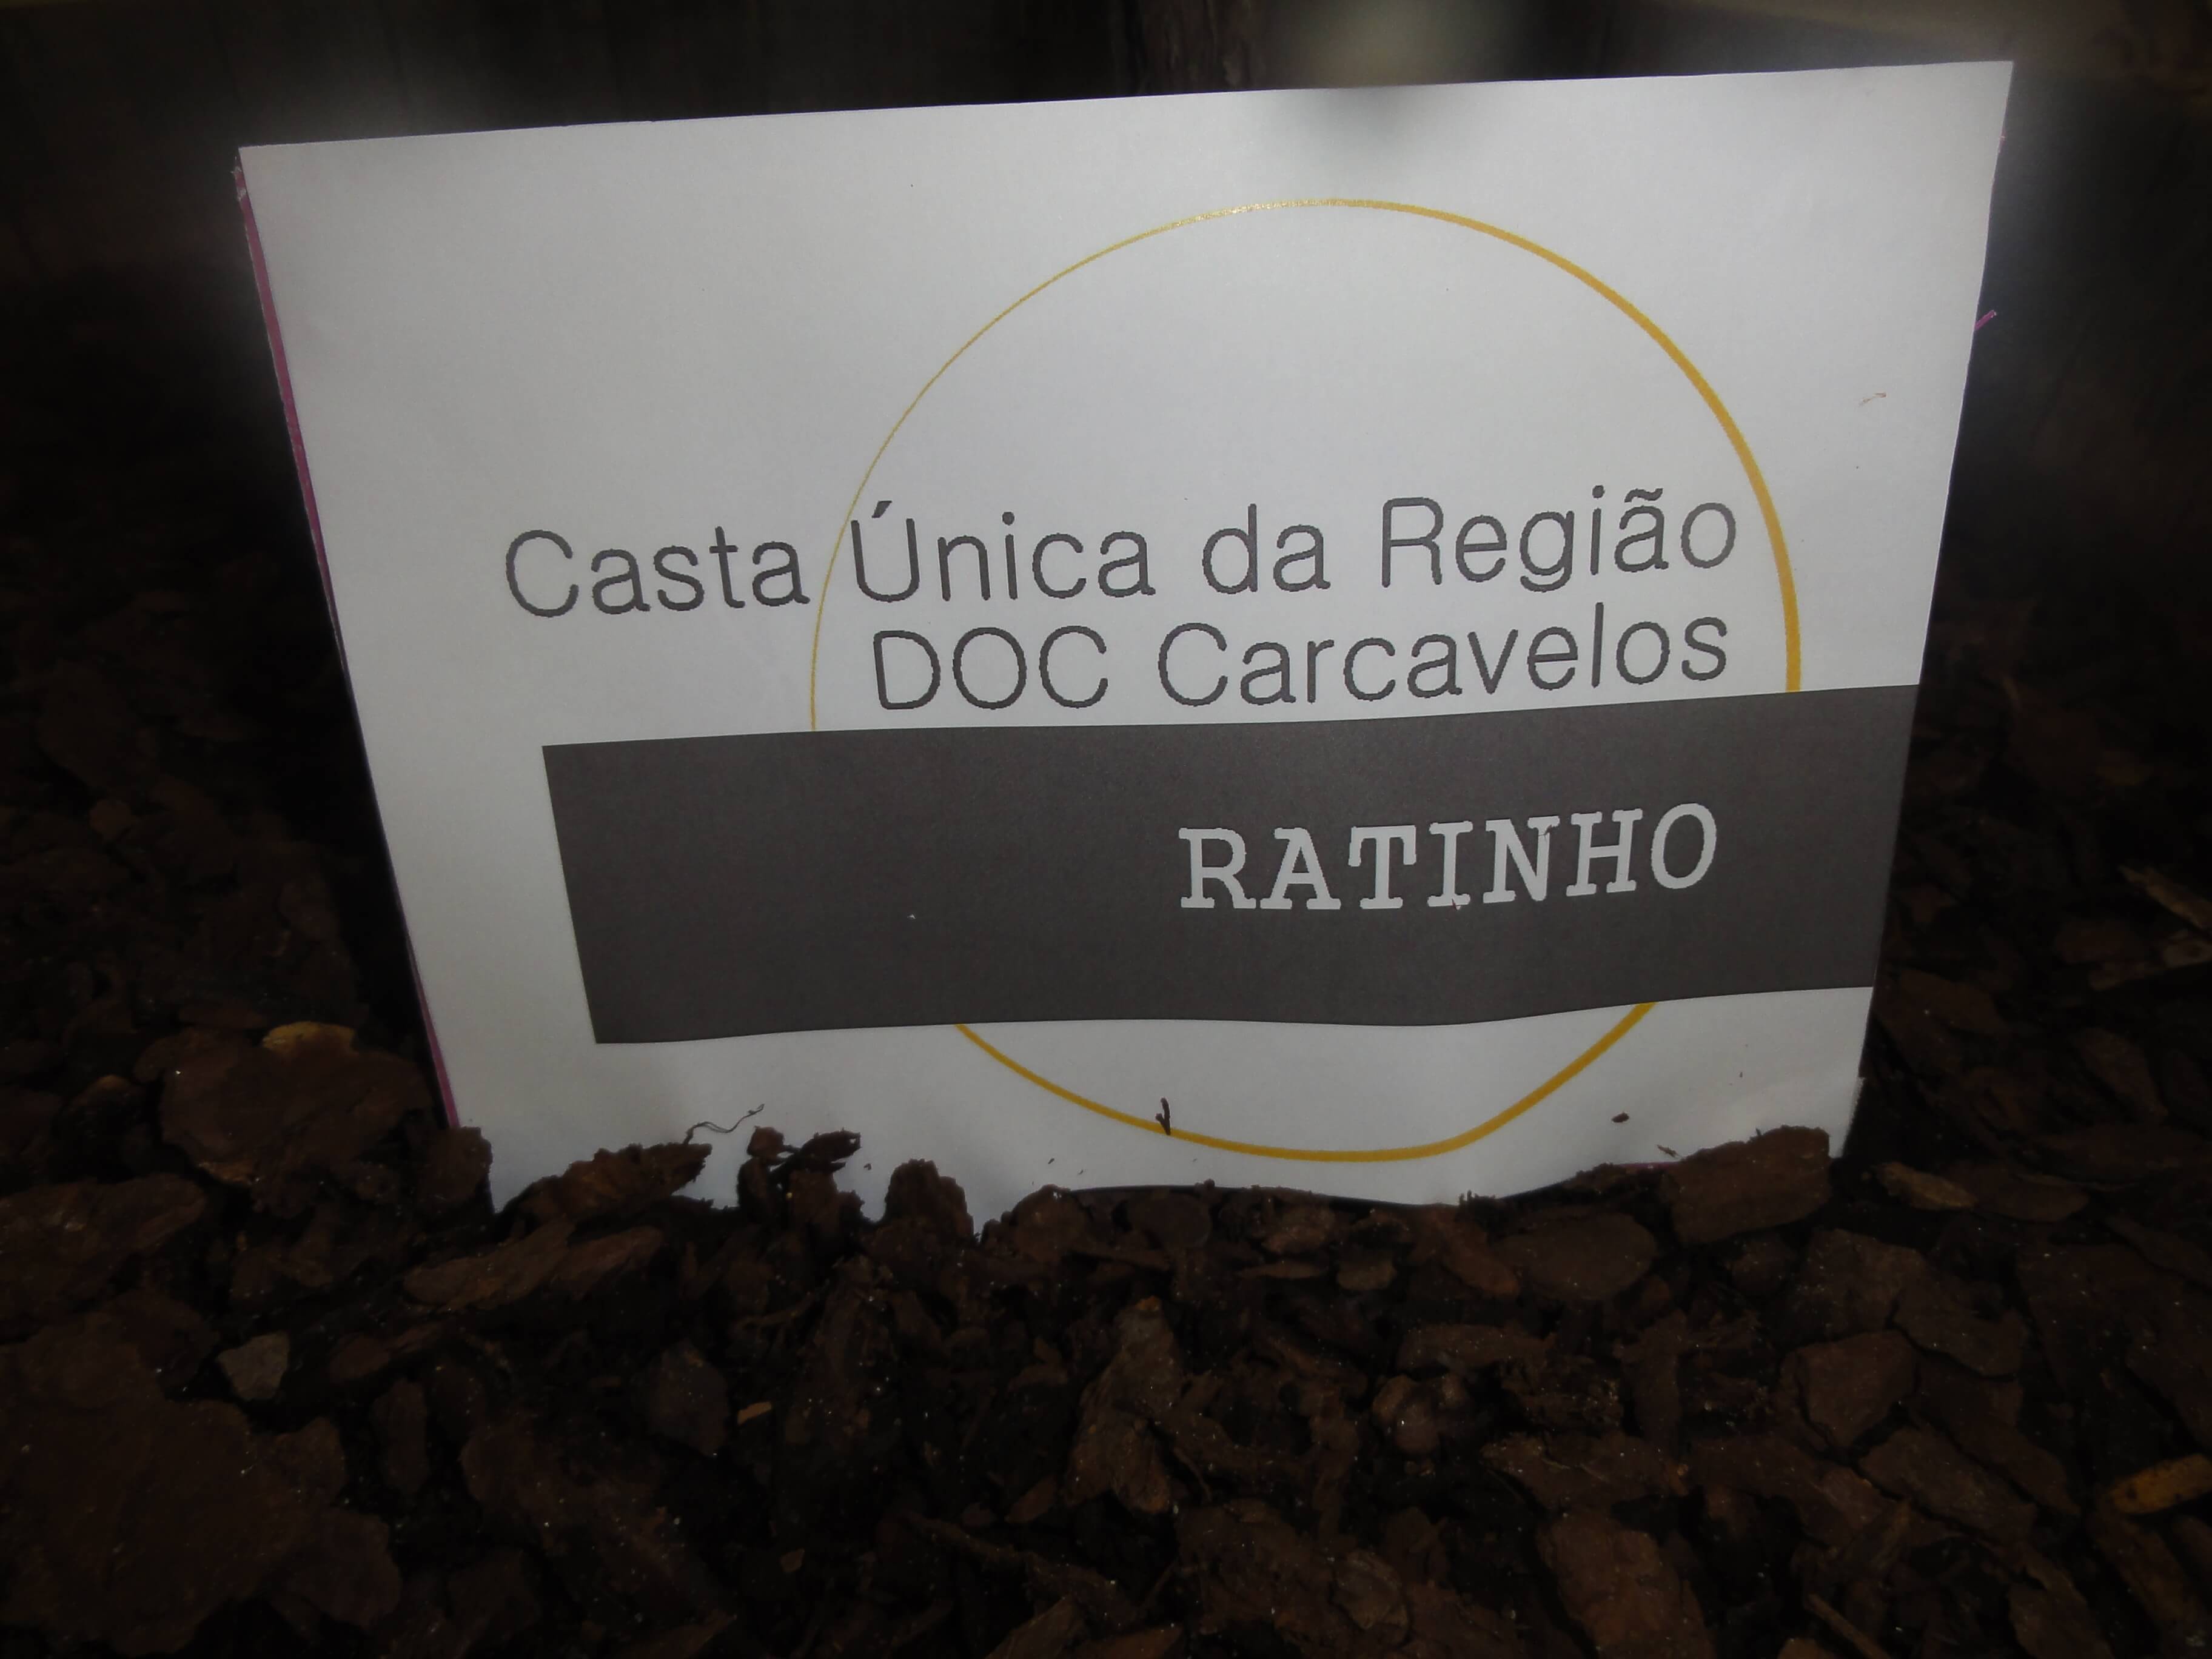 Casta Única da Região
DOC Carcavelos
RATINHO